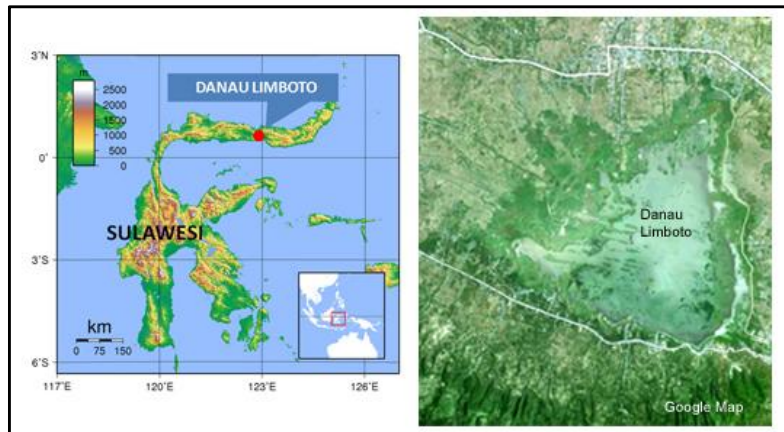 3˚N
m
2500
2000
1500
1000
500
0
0˚
3˚S
6˚S
DANAU LIMBOTO
SULAWESI
km
0 75 150
117˚E
120˚E
123˚E
126˚E
Danau
Limboto
Google Map